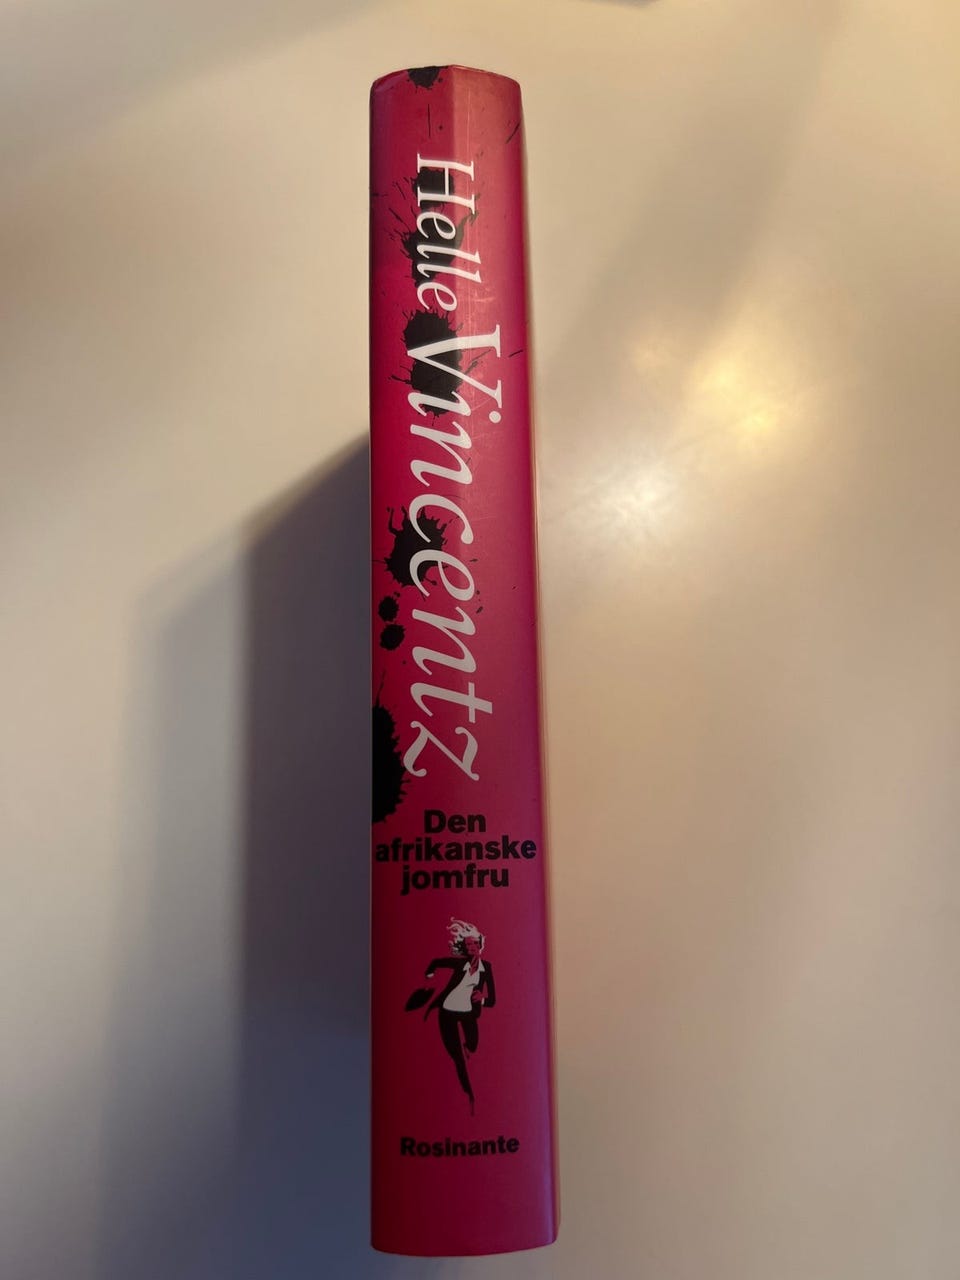 Helle Vincentz
Den
afrikanske
jomfru
Rosinante